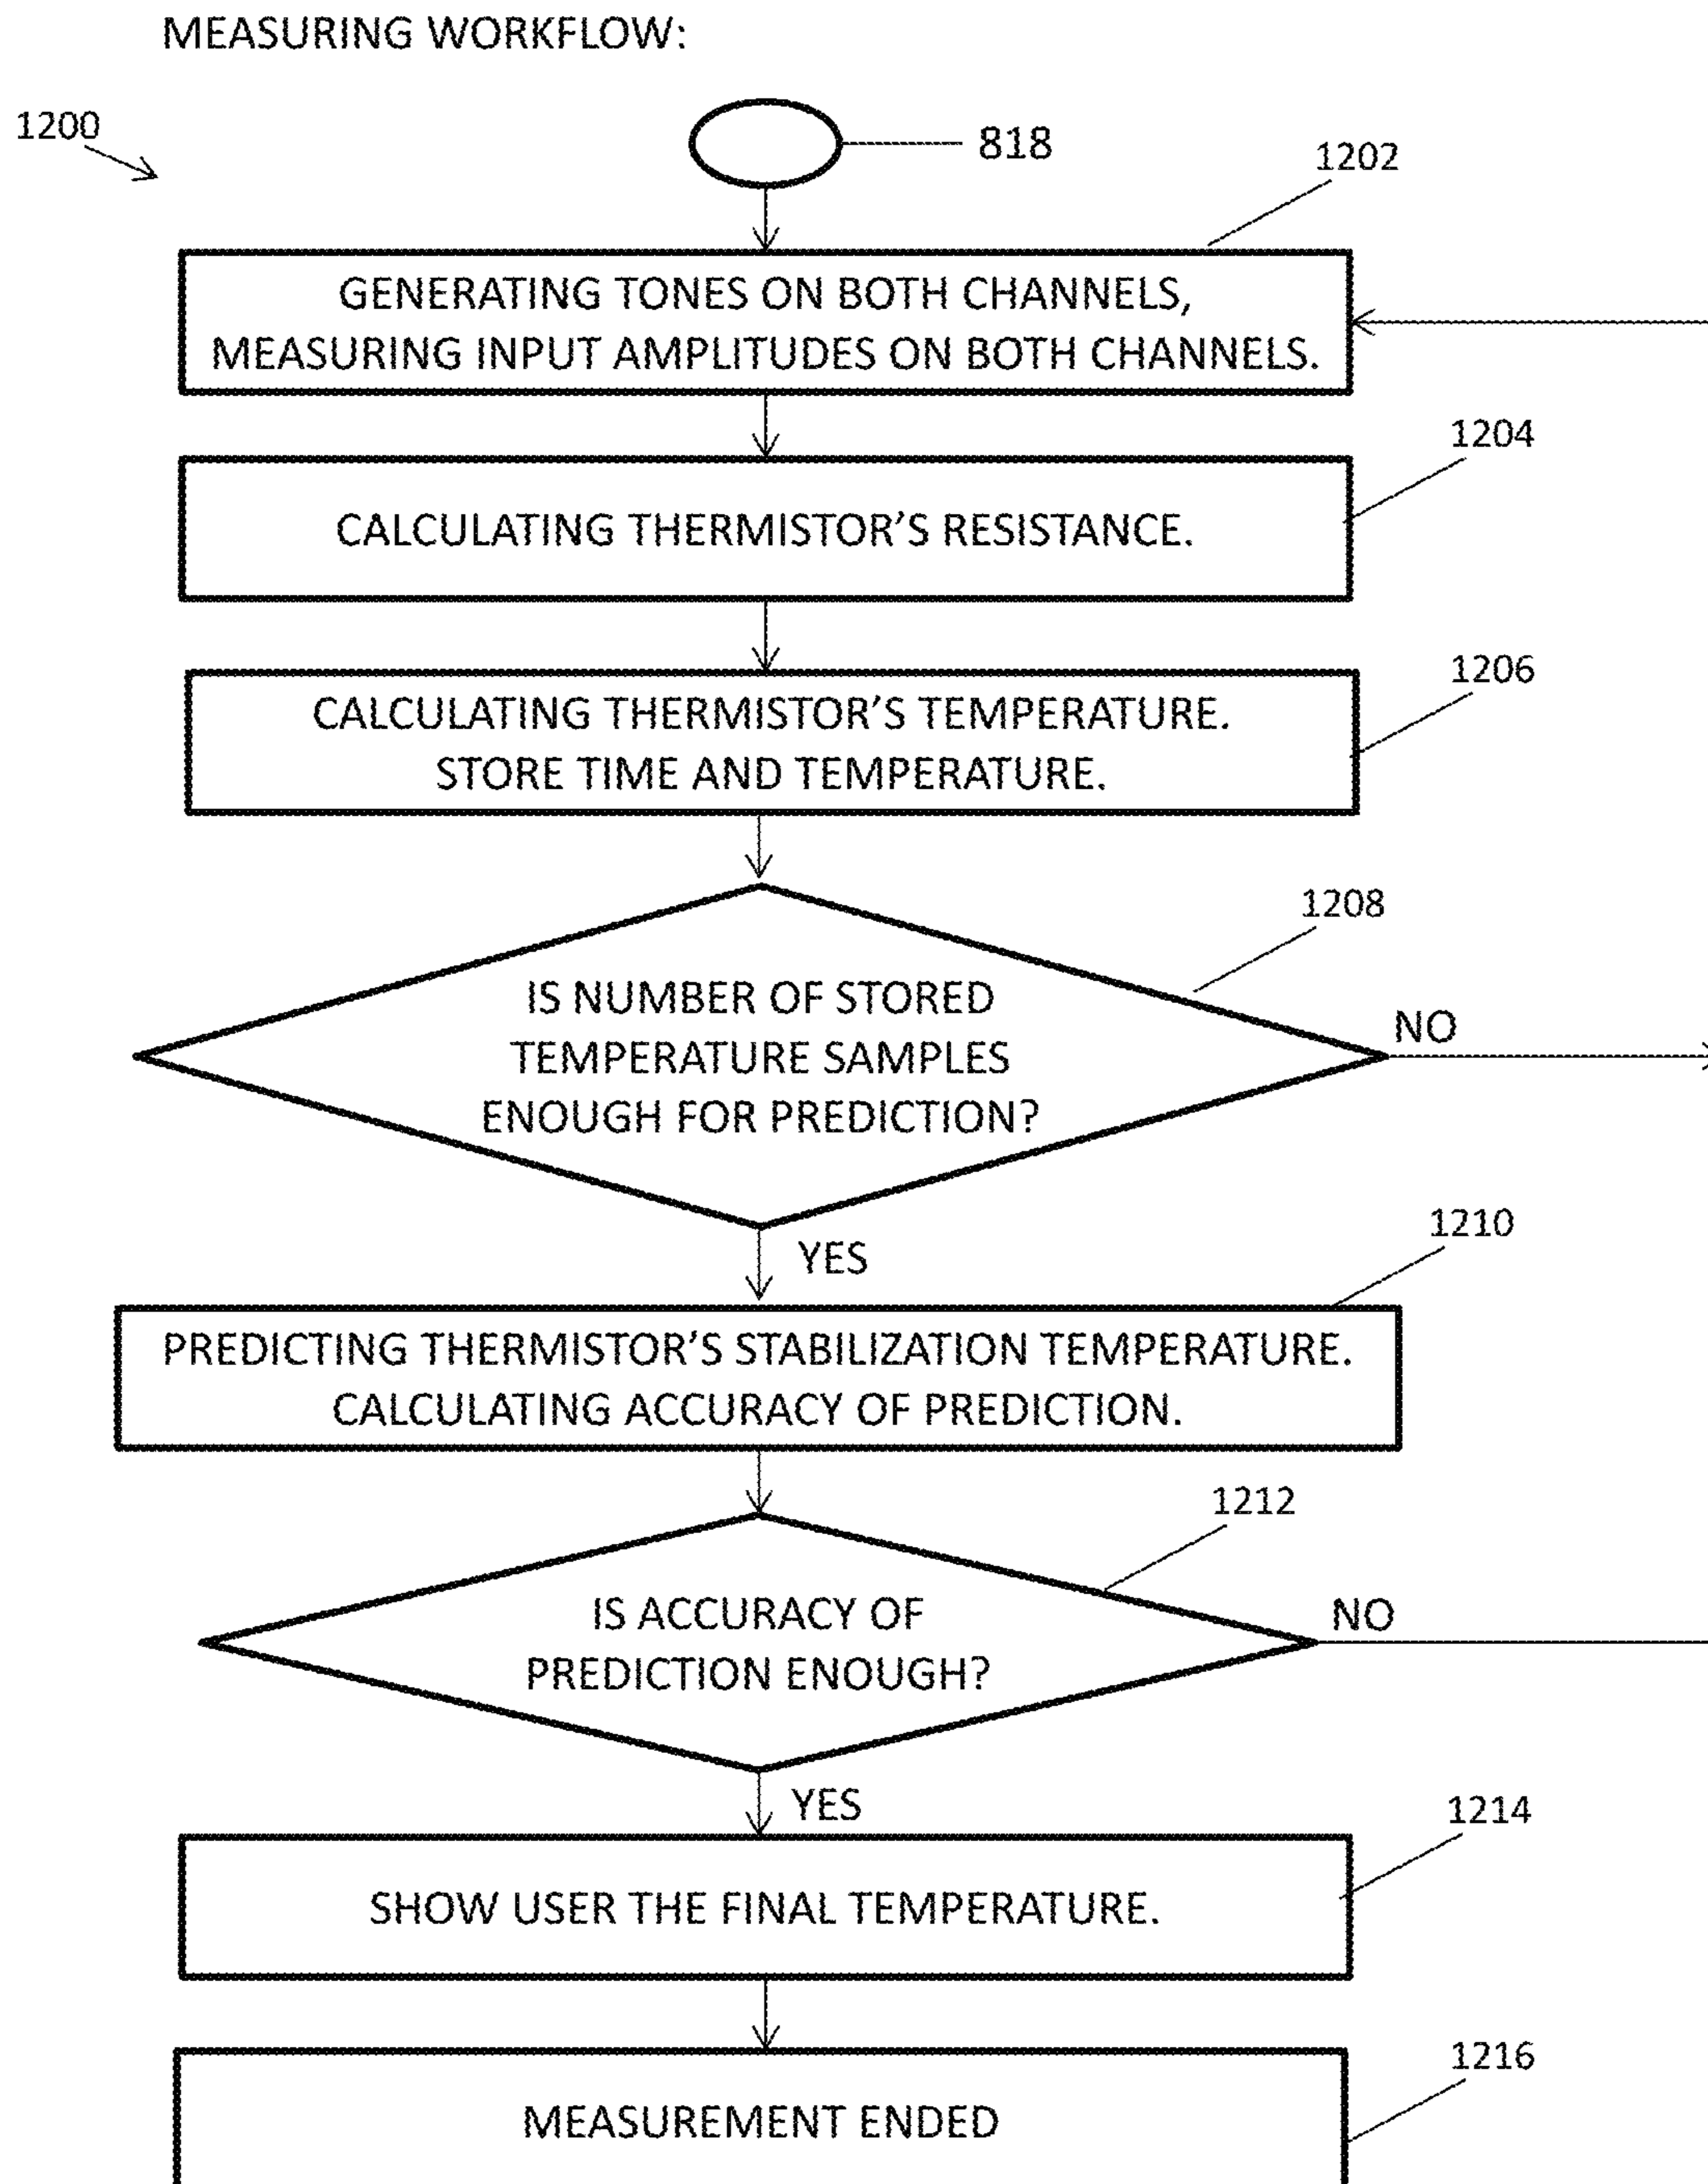 MEASURING WORKFLOW:
1200
818
1202
GENERATING TONES ON BOTH CHANNELS,
MEASURING INPUT AMPLITUDES ON BOTH CHANNELS.
1204
CALCULATING THERMISTOR'S RESISTANCE.
1206
CALCULATING THERMISTOR'S TEMPERATURE.
STORE TIME AND TEMPERATURE.
1208
IS NUMBER OF STORED
TEMPERATURE SAMPLES
ENOUGH FOR PREDICTION?
NO
YES
1210
PREDICTING THERMISTOR'S STABILIZATION TEMPERATURE.
CALCULATING ACCURACY OF PREDICTION.
1212
IS ACCURACY OF
PREDICTION ENOUGH?
NO
YES
1214
SHOW USER THE FINAL TEMPERATURE.
1216
MEASUREMENT ENDED